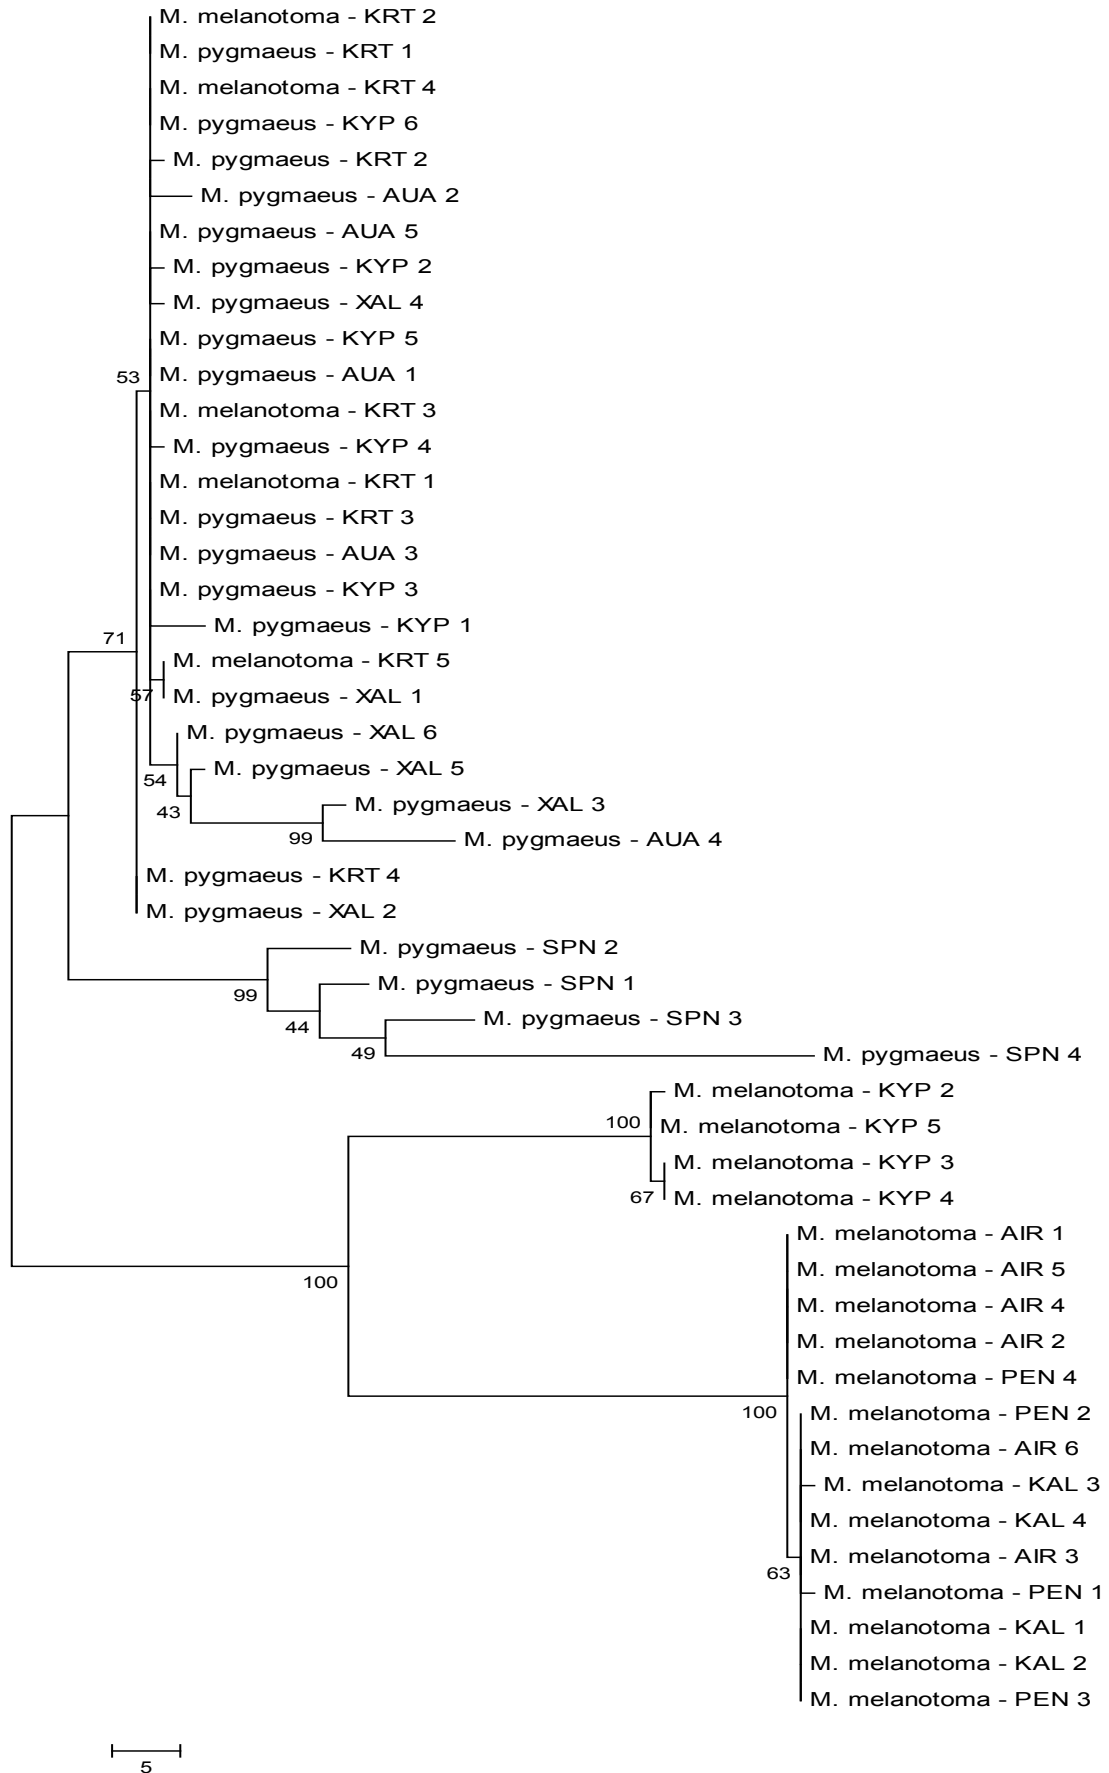 M. melanotoma - KRT 2
M. pygmaeus - KRT 1
M. melanotoma - KRT 4
M. pygmaeus - KYP 6
M. pygmaeus - KRT 2
M. pygmaeus - AUA 2
M. pygmaeus - AUA 5
M. pygmaeus - KYP 2
M. pygmaeus - XAL 4
M. pygmaeus - KYP 5
M. pygmaeus - AUA 1
53
M. melanotoma - KRT 3
M. pygmaeus - KYP 4
M. melanotoma - KRT 1
M. pygmaeus - KRT 3
M. pygmaeus - AUA 3
M. pygmaeus - KYP 3
M. pygmaeus - KYP 1
71
M. melanotoma - KRT 5
M. pygmaeus - XAL 1
57
M. pygmaeus - XAL 6
M. pygmaeus - XAL 5
54
M. pygmaeus - XAL 3
43
M. pygmaeus - AUA 4
99
M. pygmaeus - KRT 4
M. pygmaeus - XAL 2
M. pygmaeus - SPN 2
M. pygmaeus - SPN 1
99
M. pygmaeus - SPN 3
44
M. pygmaeus - SPN 4
49
M. melanotoma - KYP 2
100
M. melanotoma - KYP 5
M. melanotoma - KYP 3
M. melanotoma - KYP 4
67
M. melanotoma - AIR 1
M. melanotoma - AIR 5
100
M. melanotoma - AIR 4
M. melanotoma - AIR 2
M. melanotoma - PEN 4
M. melanotoma - PEN 2
100
M. melanotoma - AIR 6
M. melanotoma - KAL 3
M. melanotoma - KAL 4
M. melanotoma - AIR 3
63
M. melanotoma - PEN 1
M. melanotoma - KAL 1
M. melanotoma - KAL 2
M. melanotoma - PEN 3
5